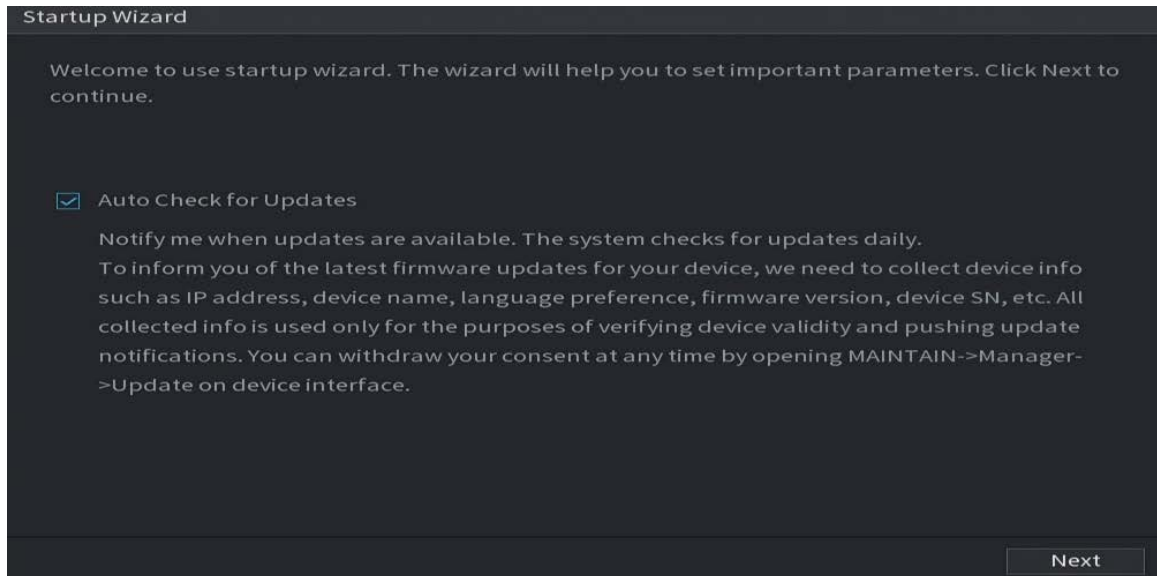 Startup Wizard
Welcome to use startup wizard. The wizard will help you to set important parameters. Click Next to
continue.
Auto Check for Updates
Notify me when updates are available. The system checks for updates daily.
To inform you of the latest firmware updates for your device, we need to collect device info
such as IP address, device name, language preference, firmware version, device SN, etc. All
collected info is used only for the purposes of verifying device validity and pushing update
notifications. You can withdraw your consent at any time by opening MAINTAIN->Manager-
>Update on device interface.
Next